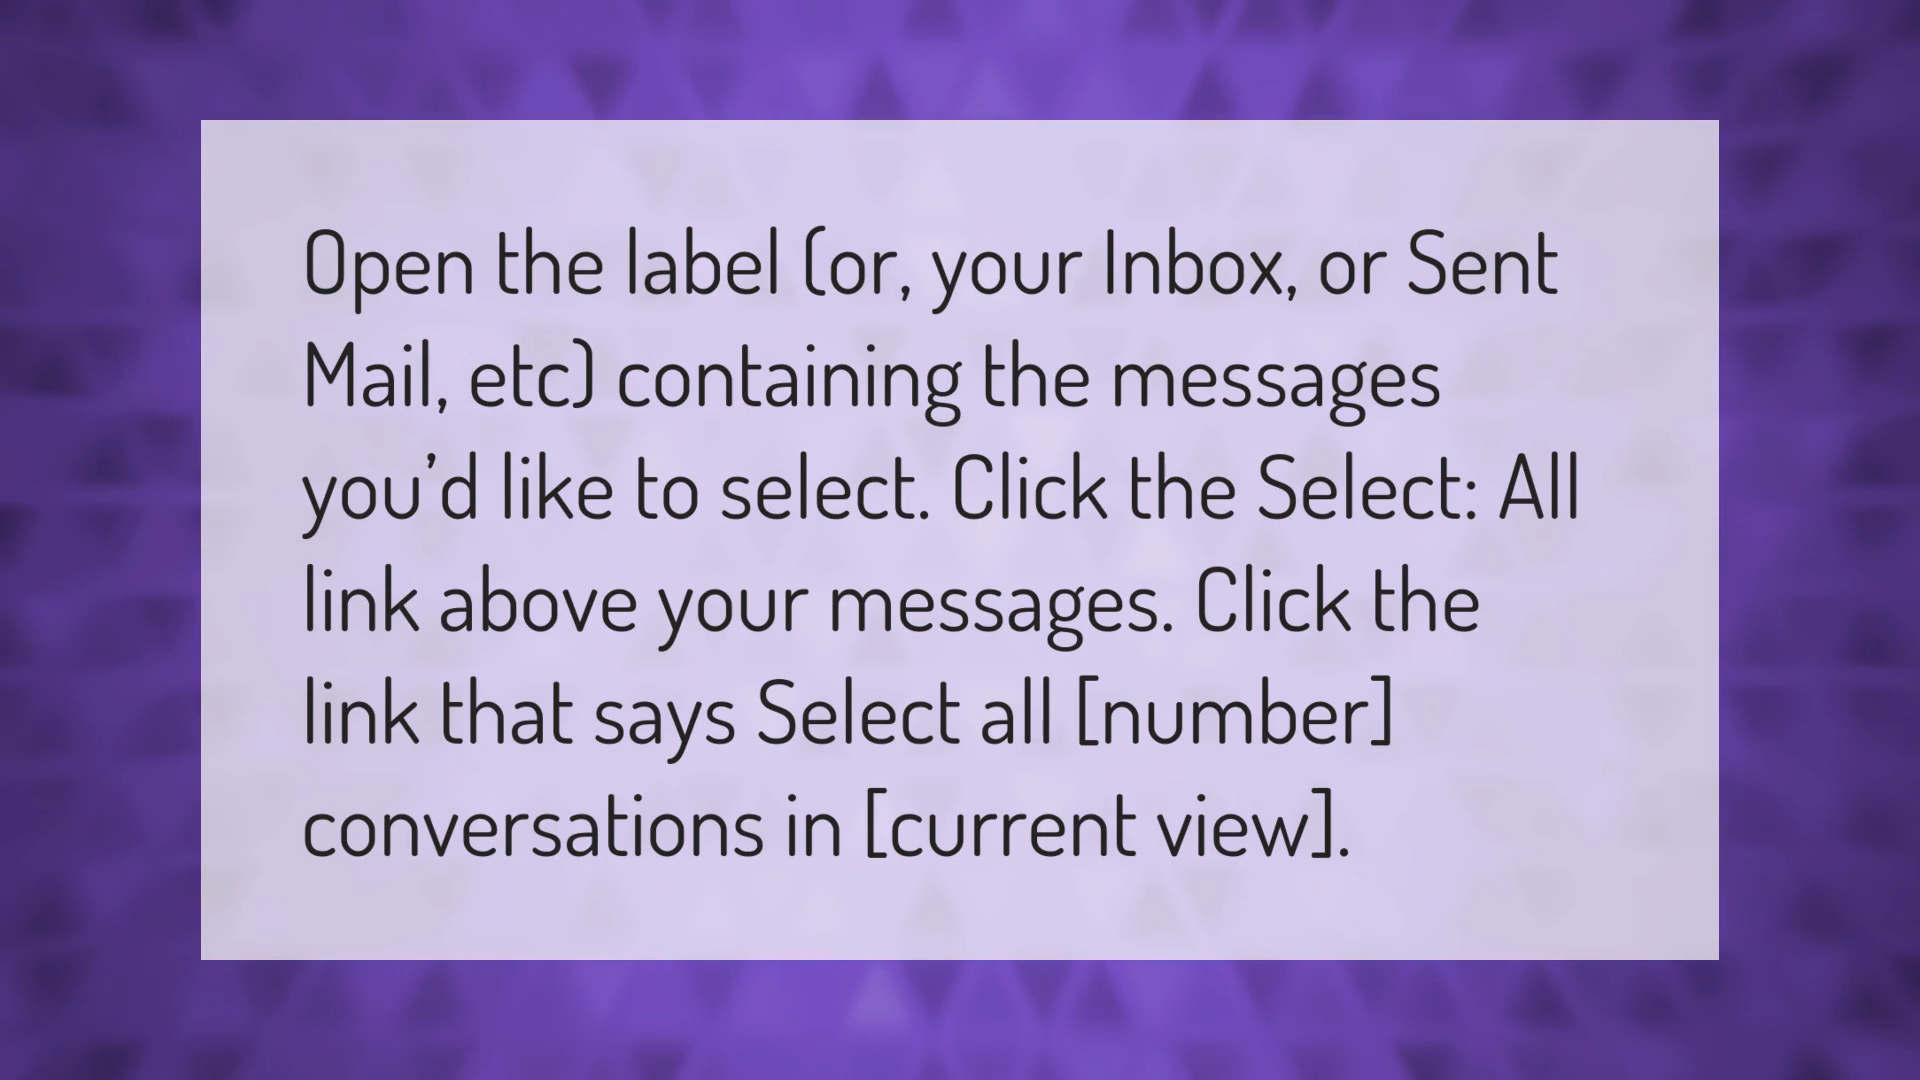 Open the label (or, your Inbox, or Sent
Mail, etc) containing the messages
you’d like to select. Click the Select: All
link above your messages. Click the
link that says Select all [number]
conversations in [current view].